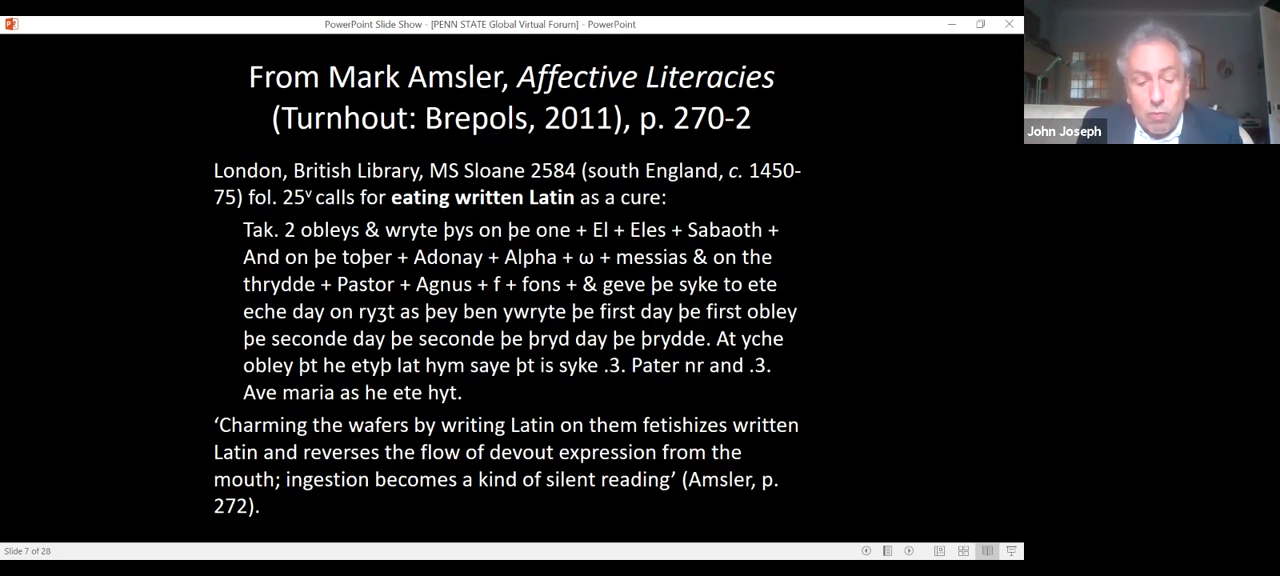 PowerPoint Slide Show - [PENN STATE Global Virtual Forum] - PowerPoint
From Mark Amsler, Affective Literacies
(Turnhout: Brepols, 2011), p. 270-2
London, British Library, MS Sloane 2584 (south England, c. 1450-
75) fol. 25ᵛ calls for eating written Latin as a cure:
Tak. 2 obleys & wryte þys on þe one + El + Eles + Sabaoth +
And on þe toþer + Adonay + Alpha + ω + messias & on the
thrydde + Pastor + Agnus + f + fons + & geve þe syke to ete
eche day on ryʒt as þey ben ywryte þe first day þe first obley
þe seconde day þe seconde þe þryd day þe þrydde. At yche
obley þt he etyþ lat hym saye þt is syke .3. Pater nr and .3.
Ave maria as he ete hyt.
‘Charming the wafers by writing Latin on them fetishizes written
Latin and reverses the flow of devout expression from the
mouth; ingestion becomes a kind of silent reading’ (Amsler, p.
272).
John Joseph
Slide 7 of 28